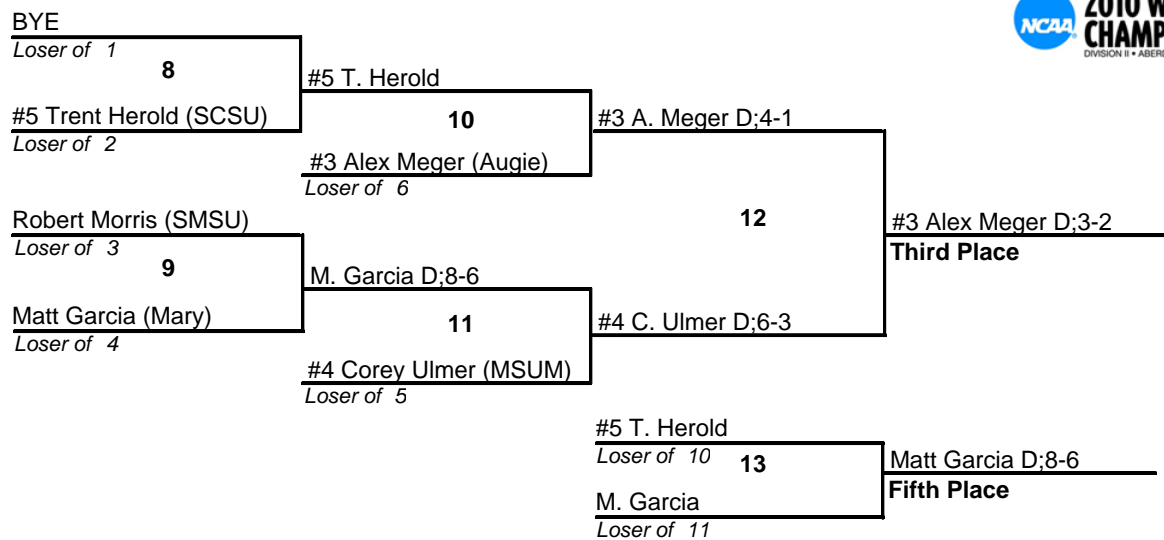 BYE
Loser of 1
8
#5 Trent Herold (SCSU)
Loser of 2
Robert Morris (SMSU)
Loser of 3
9
Matt Garcia (Mary)
Loser of 4
#5 T. Herold
10
#3 Alex Meger (Augie)
Loser of 6
M. Garcia D;8-6
11
#4 Corey Ulmer (MSUM)
Loser of 5
#3 A. Meger D;4-1
12
#4 C. Ulmer D;6-3
#3 Alex Meger D;3-2
Third Place
#5 T. Herold
Loser of 10
13
M. Garcia
Loser of 11
Matt Garcia D;8-6
Fifth Place
NCAA
2010 W
CHAMP
DIVISION II • ABERD